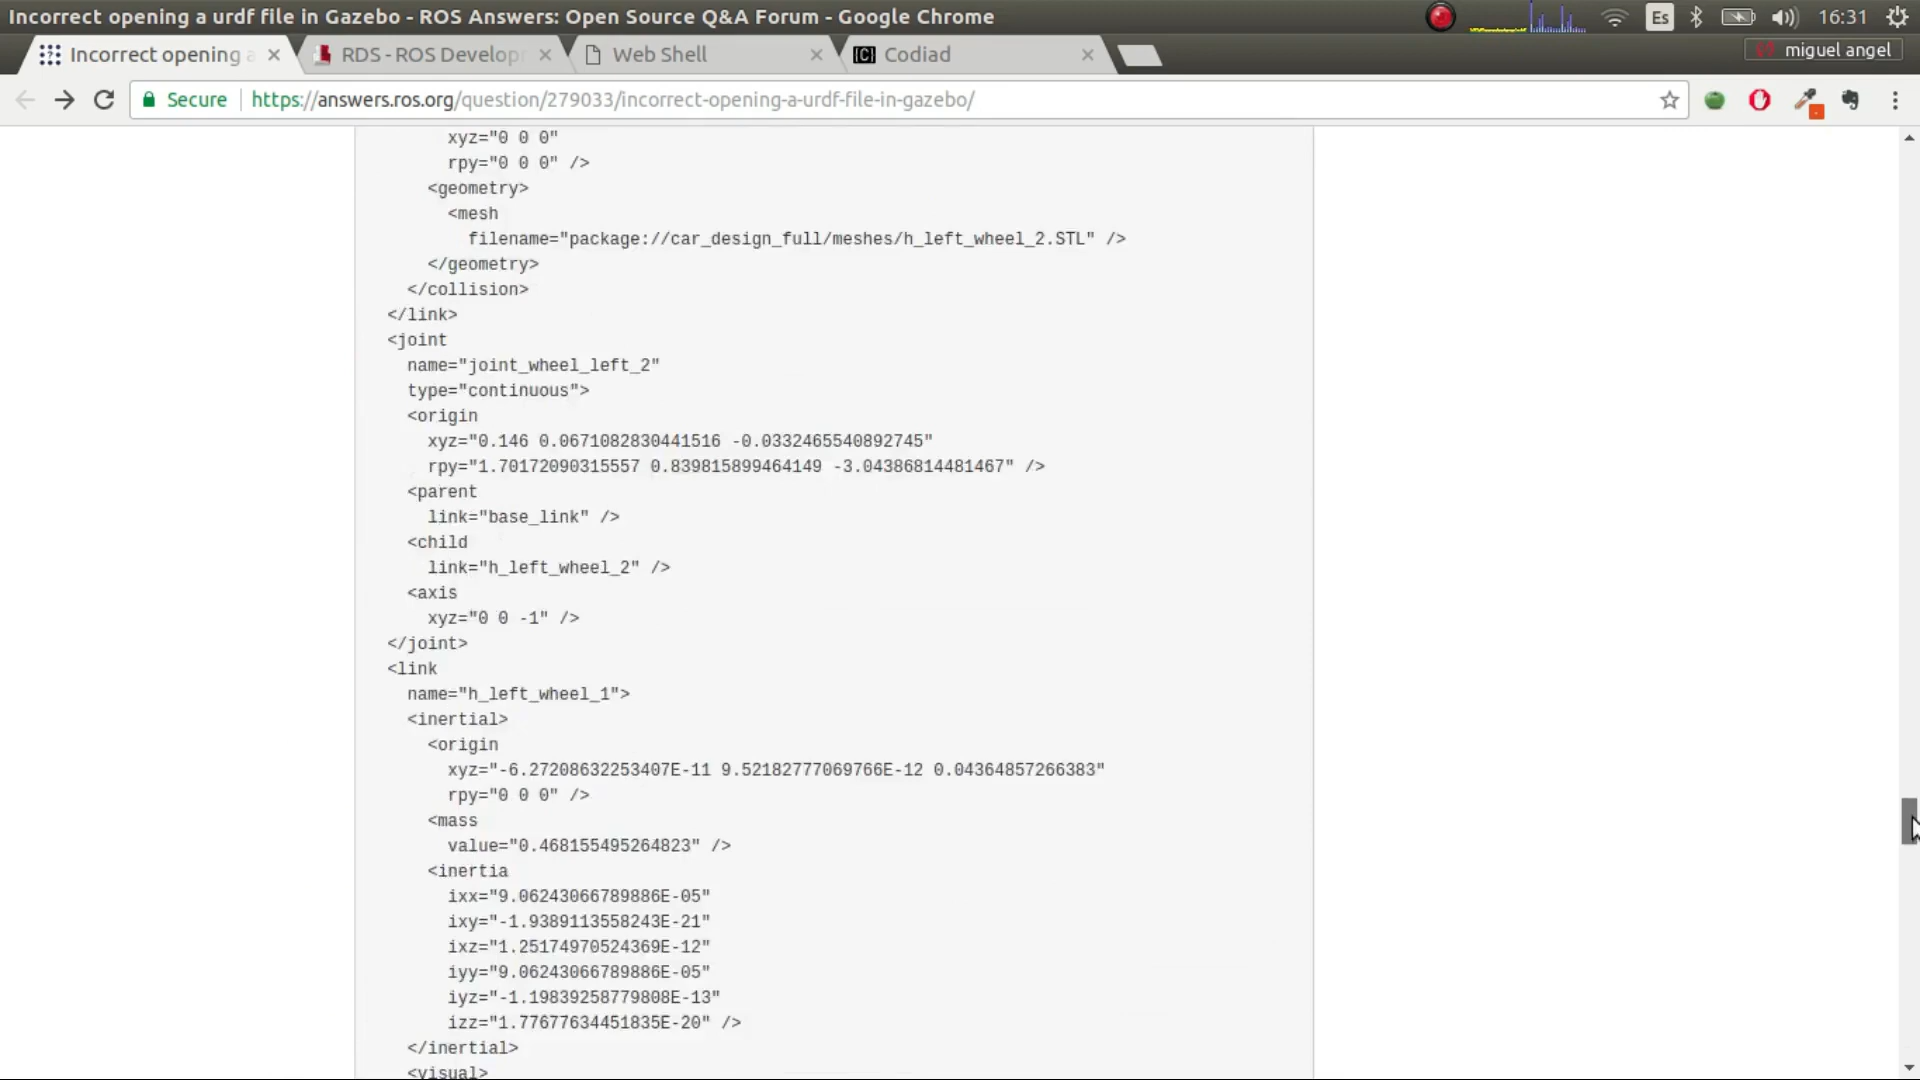 Incorrect opening a urdf file in Gazebo - ROS Answers: Open Source Q&A Forum - Google Chrome
Es
16:31
Incorrect opening a
RDS - ROS Develop
Web Shell
Codiad
miguel angel
Secure
https://answers.ros.org/question/279033/incorrect-opening-a-urdf-file-in-gazebo/
xyz="0 0 0"
rpy="0 0 0" />
<geometry>
<mesh
filename="package://car_design_full/meshes/h_left_wheel_2.STL" />
</geometry>
</collision>
</link>
<joint
name="joint_wheel_left_2"
type="continuous">
<origin
xyz="0.146 0.0671082830441516 -0.0332465540892745"
rpy="1.70172090315557 0.839815899464149 -3.04386814481467" />
<parent
link="base_link" />
<child
link="h_left_wheel_2" />
<axis
xyz="0 0 -1" />
</joint>
<link
name="h_left_wheel_1">
<inertial>
<origin
xyz="-6.27208632253407E-11 9.52182777069766E-12 0.04364857266383"
rpy="0 0 0" />
<mass
value="0.468155495264823" />
<inertia
ixx="9.06243066789886E-05"
ixy="-1.9389113558243E-21"
ixz="1.25174970524369E-12"
iyy="9.06243066789886E-05"
iyz="-1.19839258779808E-13"
izz="1.77677634451835E-20" />
</inertial>
<visual>